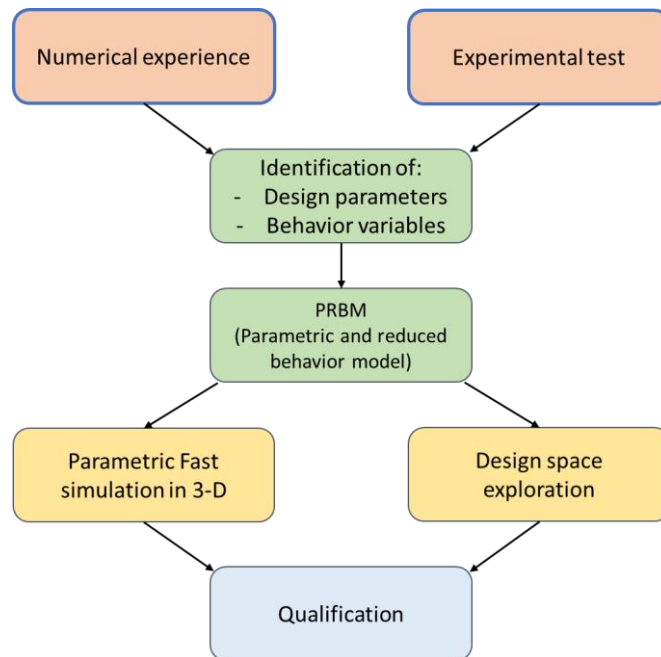 Numerical experience
Experimental test
Identification of:
- Design parameters
- Behavior variables
PRBM
(Parametric and reduced
behavior model)
Parametric Fast
simulation in 3-D
Design space
exploration
Qualification